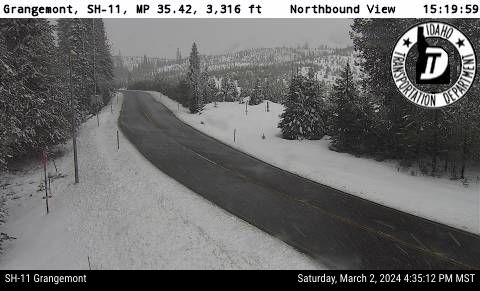 Grangemont, SH-11, MP 35.42, 3,316 ft Northbound View 15:19:59
IDAHO
TRANSPORTATION DEPARTMENT
SH-11 Grangemont Saturday, March 2, 2024 4:35:12 PM MST